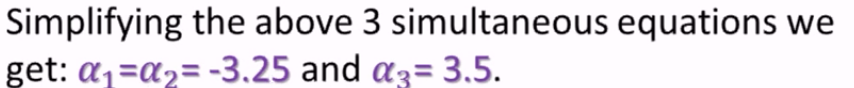 Simplifying the above 3 simultaneous equations we
get: α₁=α₂= -3.25 and α₃= 3.5.